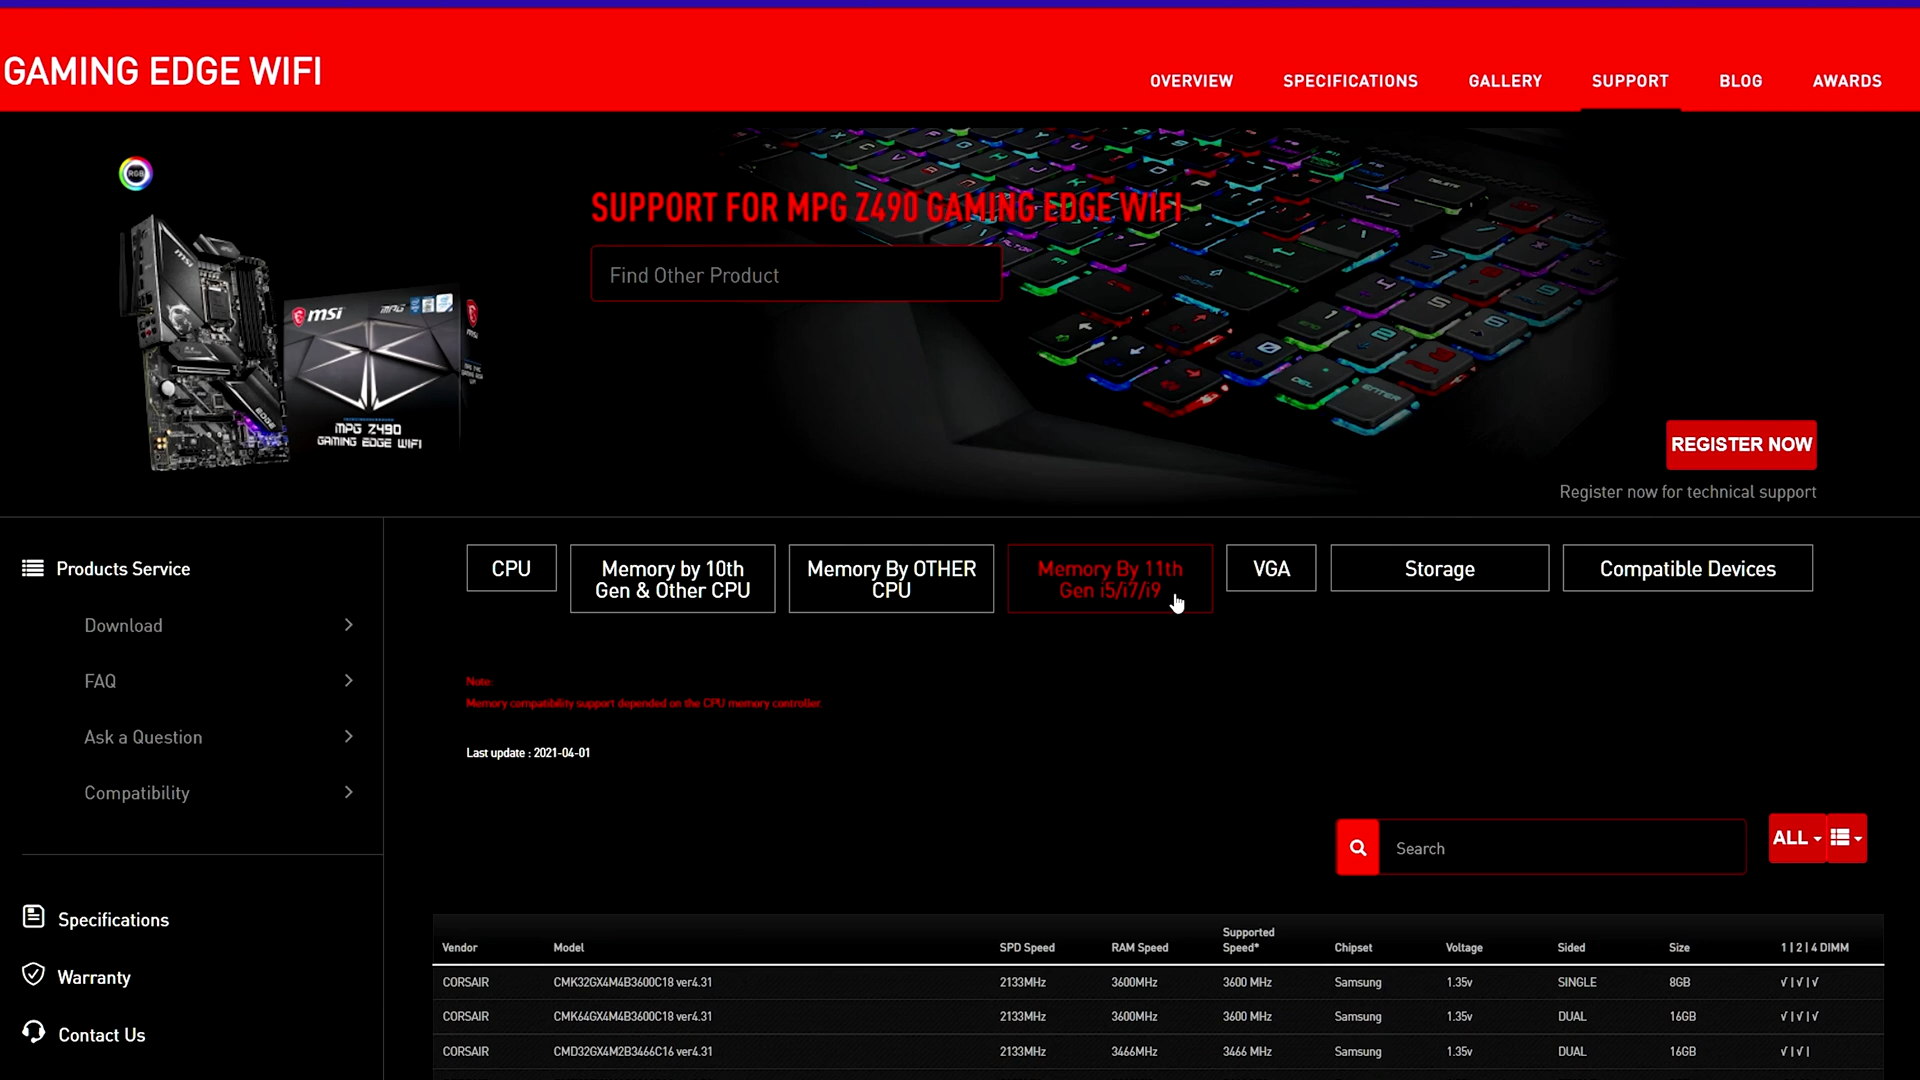 GAMING EDGE WIFI
OVERVIEW SPECIFICATIONS GALLERY SUPPORT BLOG AWARDS
RGB
SUPPORT FOR MPG Z490 GAMING EDGE WIFI
Find Other Product
msi
msi MPG
MPG Z490
GAMING EDGE WIFI
EDGE
REGISTER NOW
Register now for technical support
Products Service
Download
FAQ
Ask a Question
Compatibility
Specifications
Warranty
Contact Us
CPU
Memory by 10th
Gen & Other CPU
Memory By OTHER
CPU
Memory By 11th
Gen i5/i7/i9
VGA
Storage
Compatible Devices
Note:
Memory compatibility support depended on the CPU memory controller.
Last update : 2021-04-01
Search
ALL
Vendor Model SPD Speed RAM Speed Supported Speed* Chipset Voltage Sided Size 1 | 2 | 4 DIMM
CORSAIR CMK32GX4M4B3600C18 ver4.31 2133MHz 3600MHz 3600 MHz Samsung 1.35v SINGLE 8GB √ | √ | √
CORSAIR CMK64GX4M4B3600C18 ver4.31 2133MHz 3600MHz 3600 MHz Samsung 1.35v DUAL 16GB √ | √ | √
CORSAIR CMD32GX4M2B3466C16 ver4.31 2133MHz 3466MHz 3466 MHz Samsung 1.35v DUAL 16GB √ | √ |